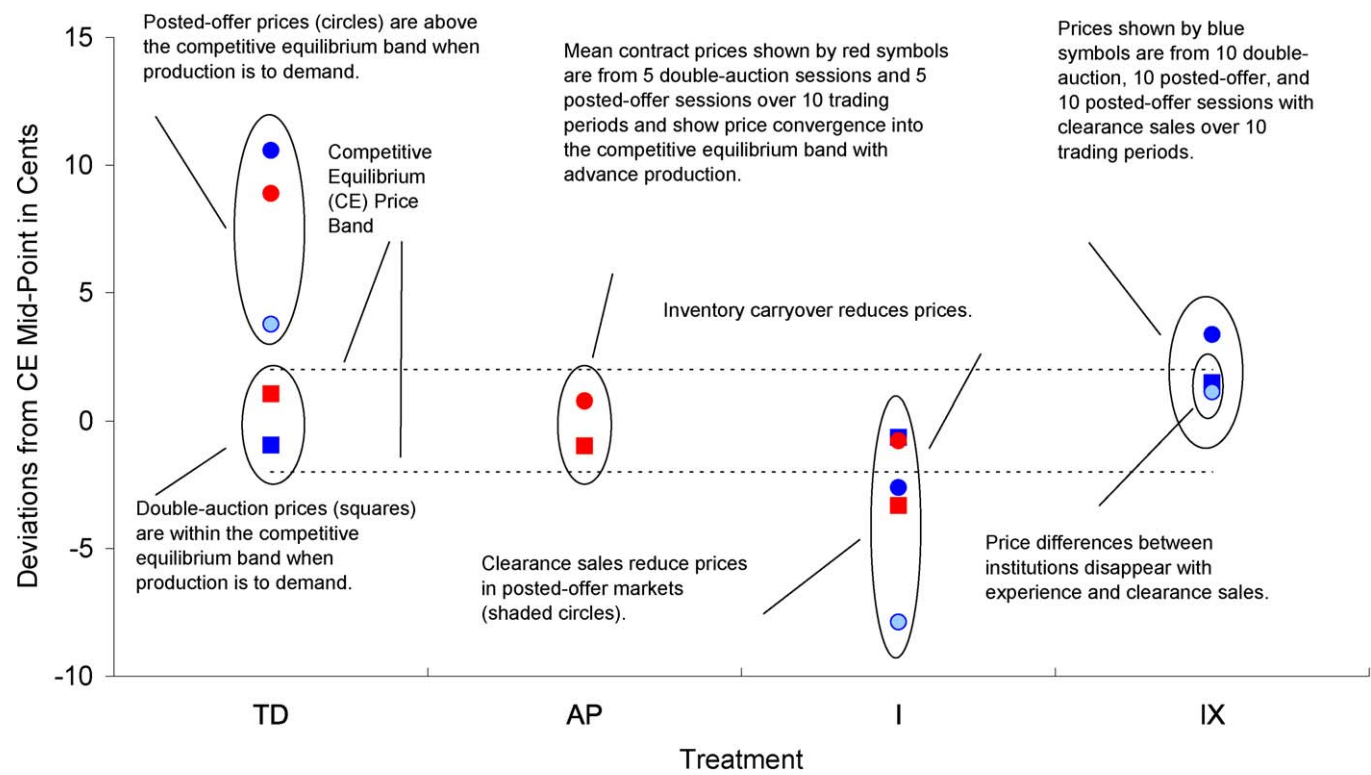 Posted-offer prices (circles) are above
the competitive equilibrium band when
production is to demand.
Mean contract prices shown by red symbols
are from 5 double-auction sessions and 5
posted-offer sessions over 10 trading
periods and show price convergence into
the competitive equilibrium band with
advance production.
Prices shown by blue
symbols are from 10 double-
auction, 10 posted-offer, and
10 posted-offer sessions with
clearance sales over 10
trading periods.
Competitive
Equilibrium
(CE) Price
Band
Inventory carryover reduces prices.
Double-auction prices (squares)
are within the competitive
equilibrium band when
production is to demand.
Clearance sales reduce prices
in posted-offer markets
(shaded circles).
Price differences between
institutions disappear with
experience and clearance sales.
Deviations from CE Mid-Point in Cents
15
10
5
0
-5
-10
TD
AP
I
IX
Treatment